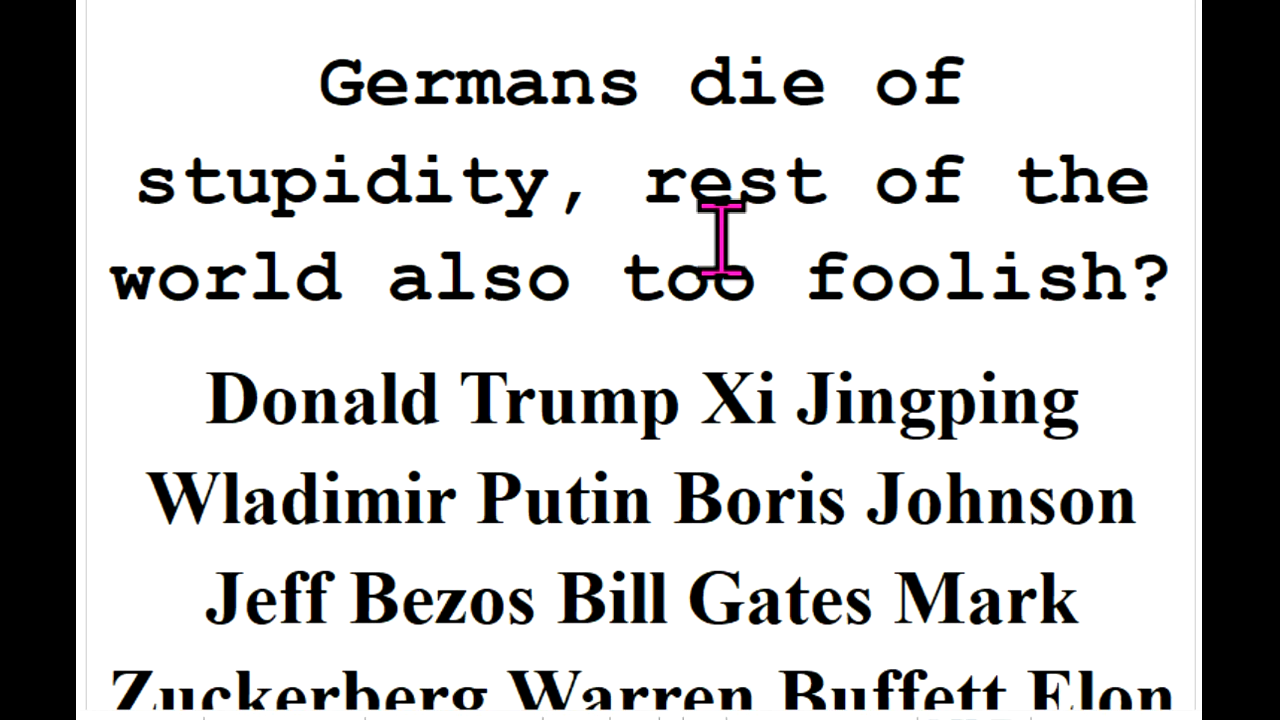 Germans die of
stupidity, rest of the
world also too foolish?
Donald Trump Xi Jingping
Wladimir Putin Boris Johnson
Jeff Bezos Bill Gates Mark
Zuckerberg Warren Buffett Elon